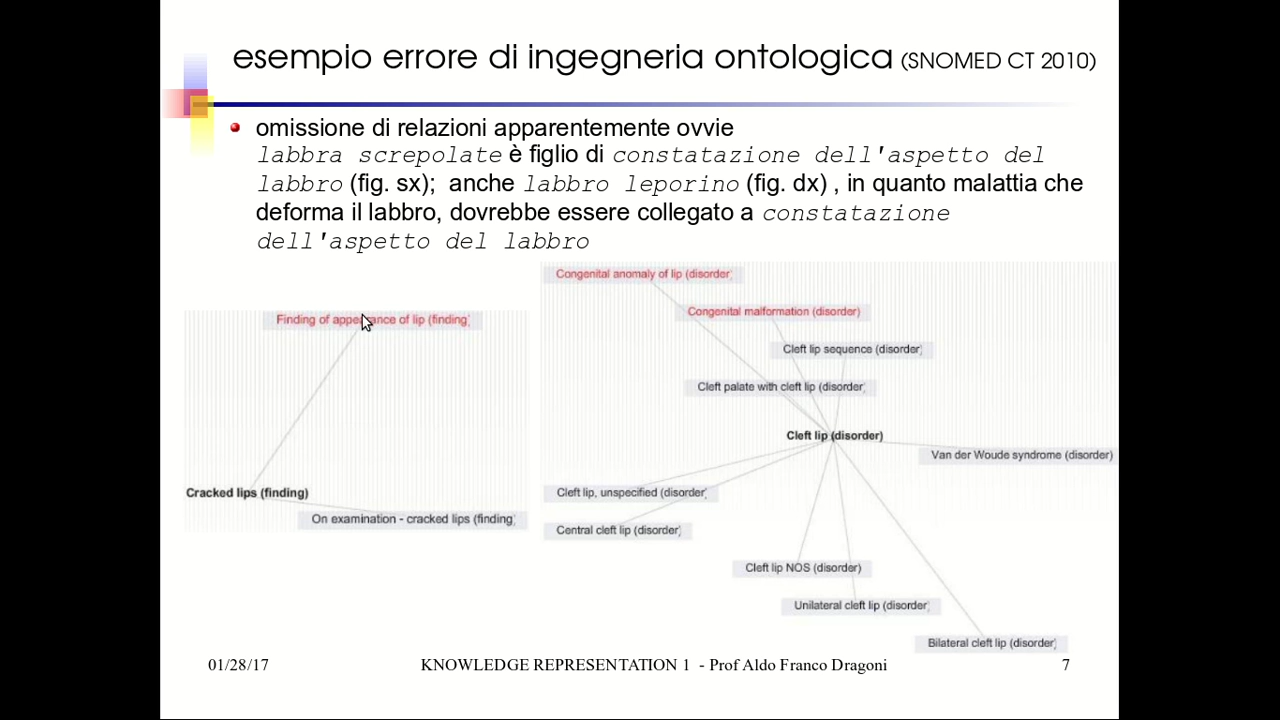 esempio errore di ingegneria ontologica (SNOMED CT 2010)
omissione di relazioni apparentemente ovvie
labbra screpolate è figlio di constatazione dell'aspetto del
labbro (fig. sx); anche labbro leporino (fig. dx) , in quanto malattia che
deforma il labbro, dovrebbe essere collegato a constatazione
dell'aspetto del labbro
Finding of appearance of lip (finding)
Cracked lips (finding)
On examination - cracked lips (finding)
Congenital anomaly of lip (disorder)
Congenital malformation (disorder)
Cleft lip sequence (disorder)
Cleft palate with cleft lip (disorder)
Cleft lip (disorder)
Van der Woude syndrome (disorder)
Cleft lip, unspecified (disorder)
Central cleft lip (disorder)
Cleft lip NOS (disorder)
Unilateral cleft lip (disorder)
Bilateral cleft lip (disorder)
01/28/17
KNOWLEDGE REPRESENTATION 1 - Prof Aldo Franco Dragoni
7